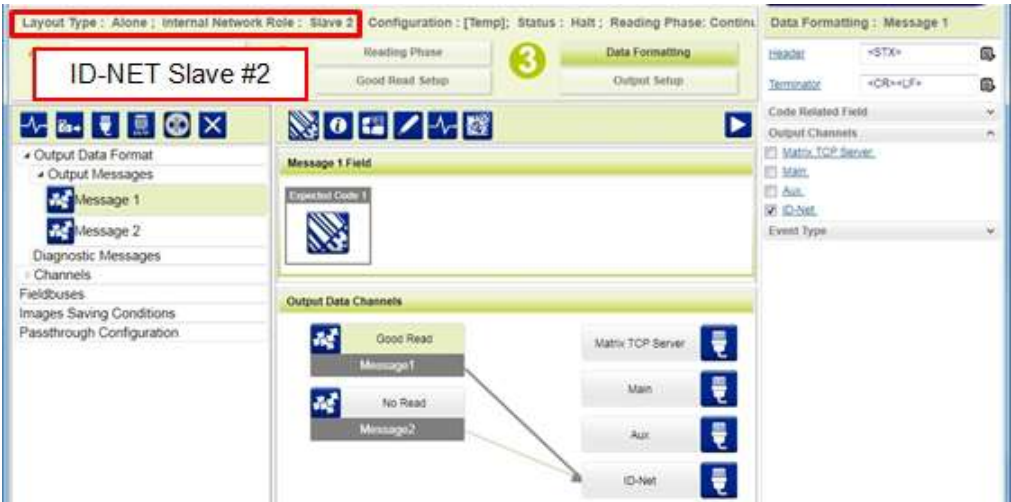 Layout Type : Alone ; Internal Network Role : Slave 2
Configuration : [Temp]; Status : Halt ; Reading Phase: Continu
Data Formatting : Message 1
ID-NET Slave #2
Reading Phase
Good Read Setup
3
Data Formatting
Output Setup
Header
<STX>
Terminator
<CR><LF>
Code Related Field
Output Channels
Matrix TCP Server,
Main,
Aux,
ID-Net,
Event Type
Output Data Format
Output Messages
Message 1
Message 2
Diagnostic Messages
Channels
Fieldbuses
Images Saving Conditions
Passthrough Configuration
Message 1 Field
Expected Code 1
Output Data Channels
Good Read
Message1
No Read
Message2
Matrix TCP Server
Main
Aux
ID-Net